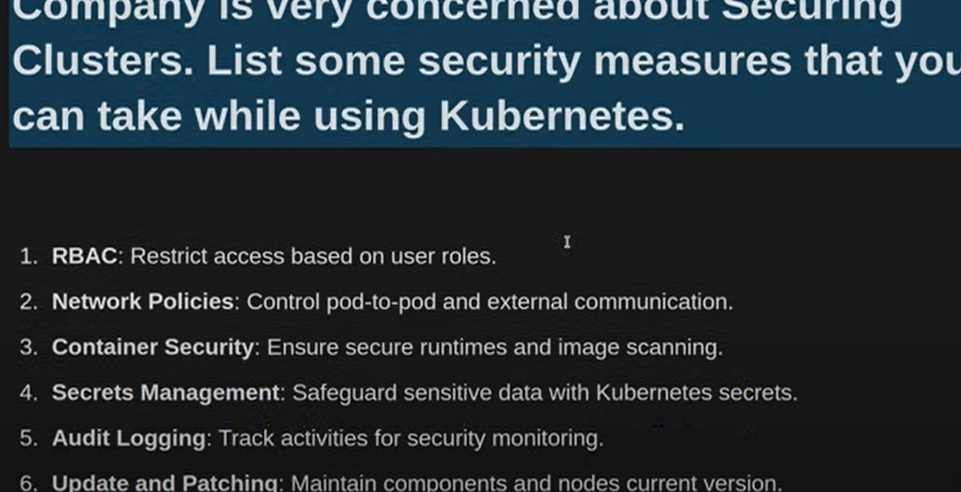 Company is very concerned about Securing
Clusters. List some security measures that you
can take while using Kubernetes.
1. RBAC: Restrict access based on user roles.
2. Network Policies: Control pod-to-pod and external communication.
3. Container Security: Ensure secure runtimes and image scanning.
4. Secrets Management: Safeguard sensitive data with Kubernetes secrets.
5. Audit Logging: Track activities for security monitoring.
6. Update and Patching: Maintain components and nodes current version.